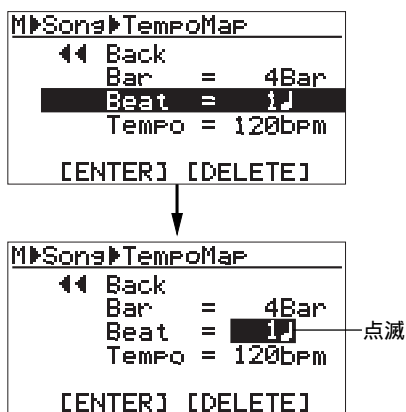 M▶Song▶TempoMap
◀◀ Back
Bar = 4Bar
Beat = 1♩
Tempo = 120bpm
[ENTER] [DELETE]
M▶Song▶TempoMap
◀◀ Back
Bar = 4Bar
Beat = 1♩ 点滅
Tempo = 120bpm
[ENTER] [DELETE]